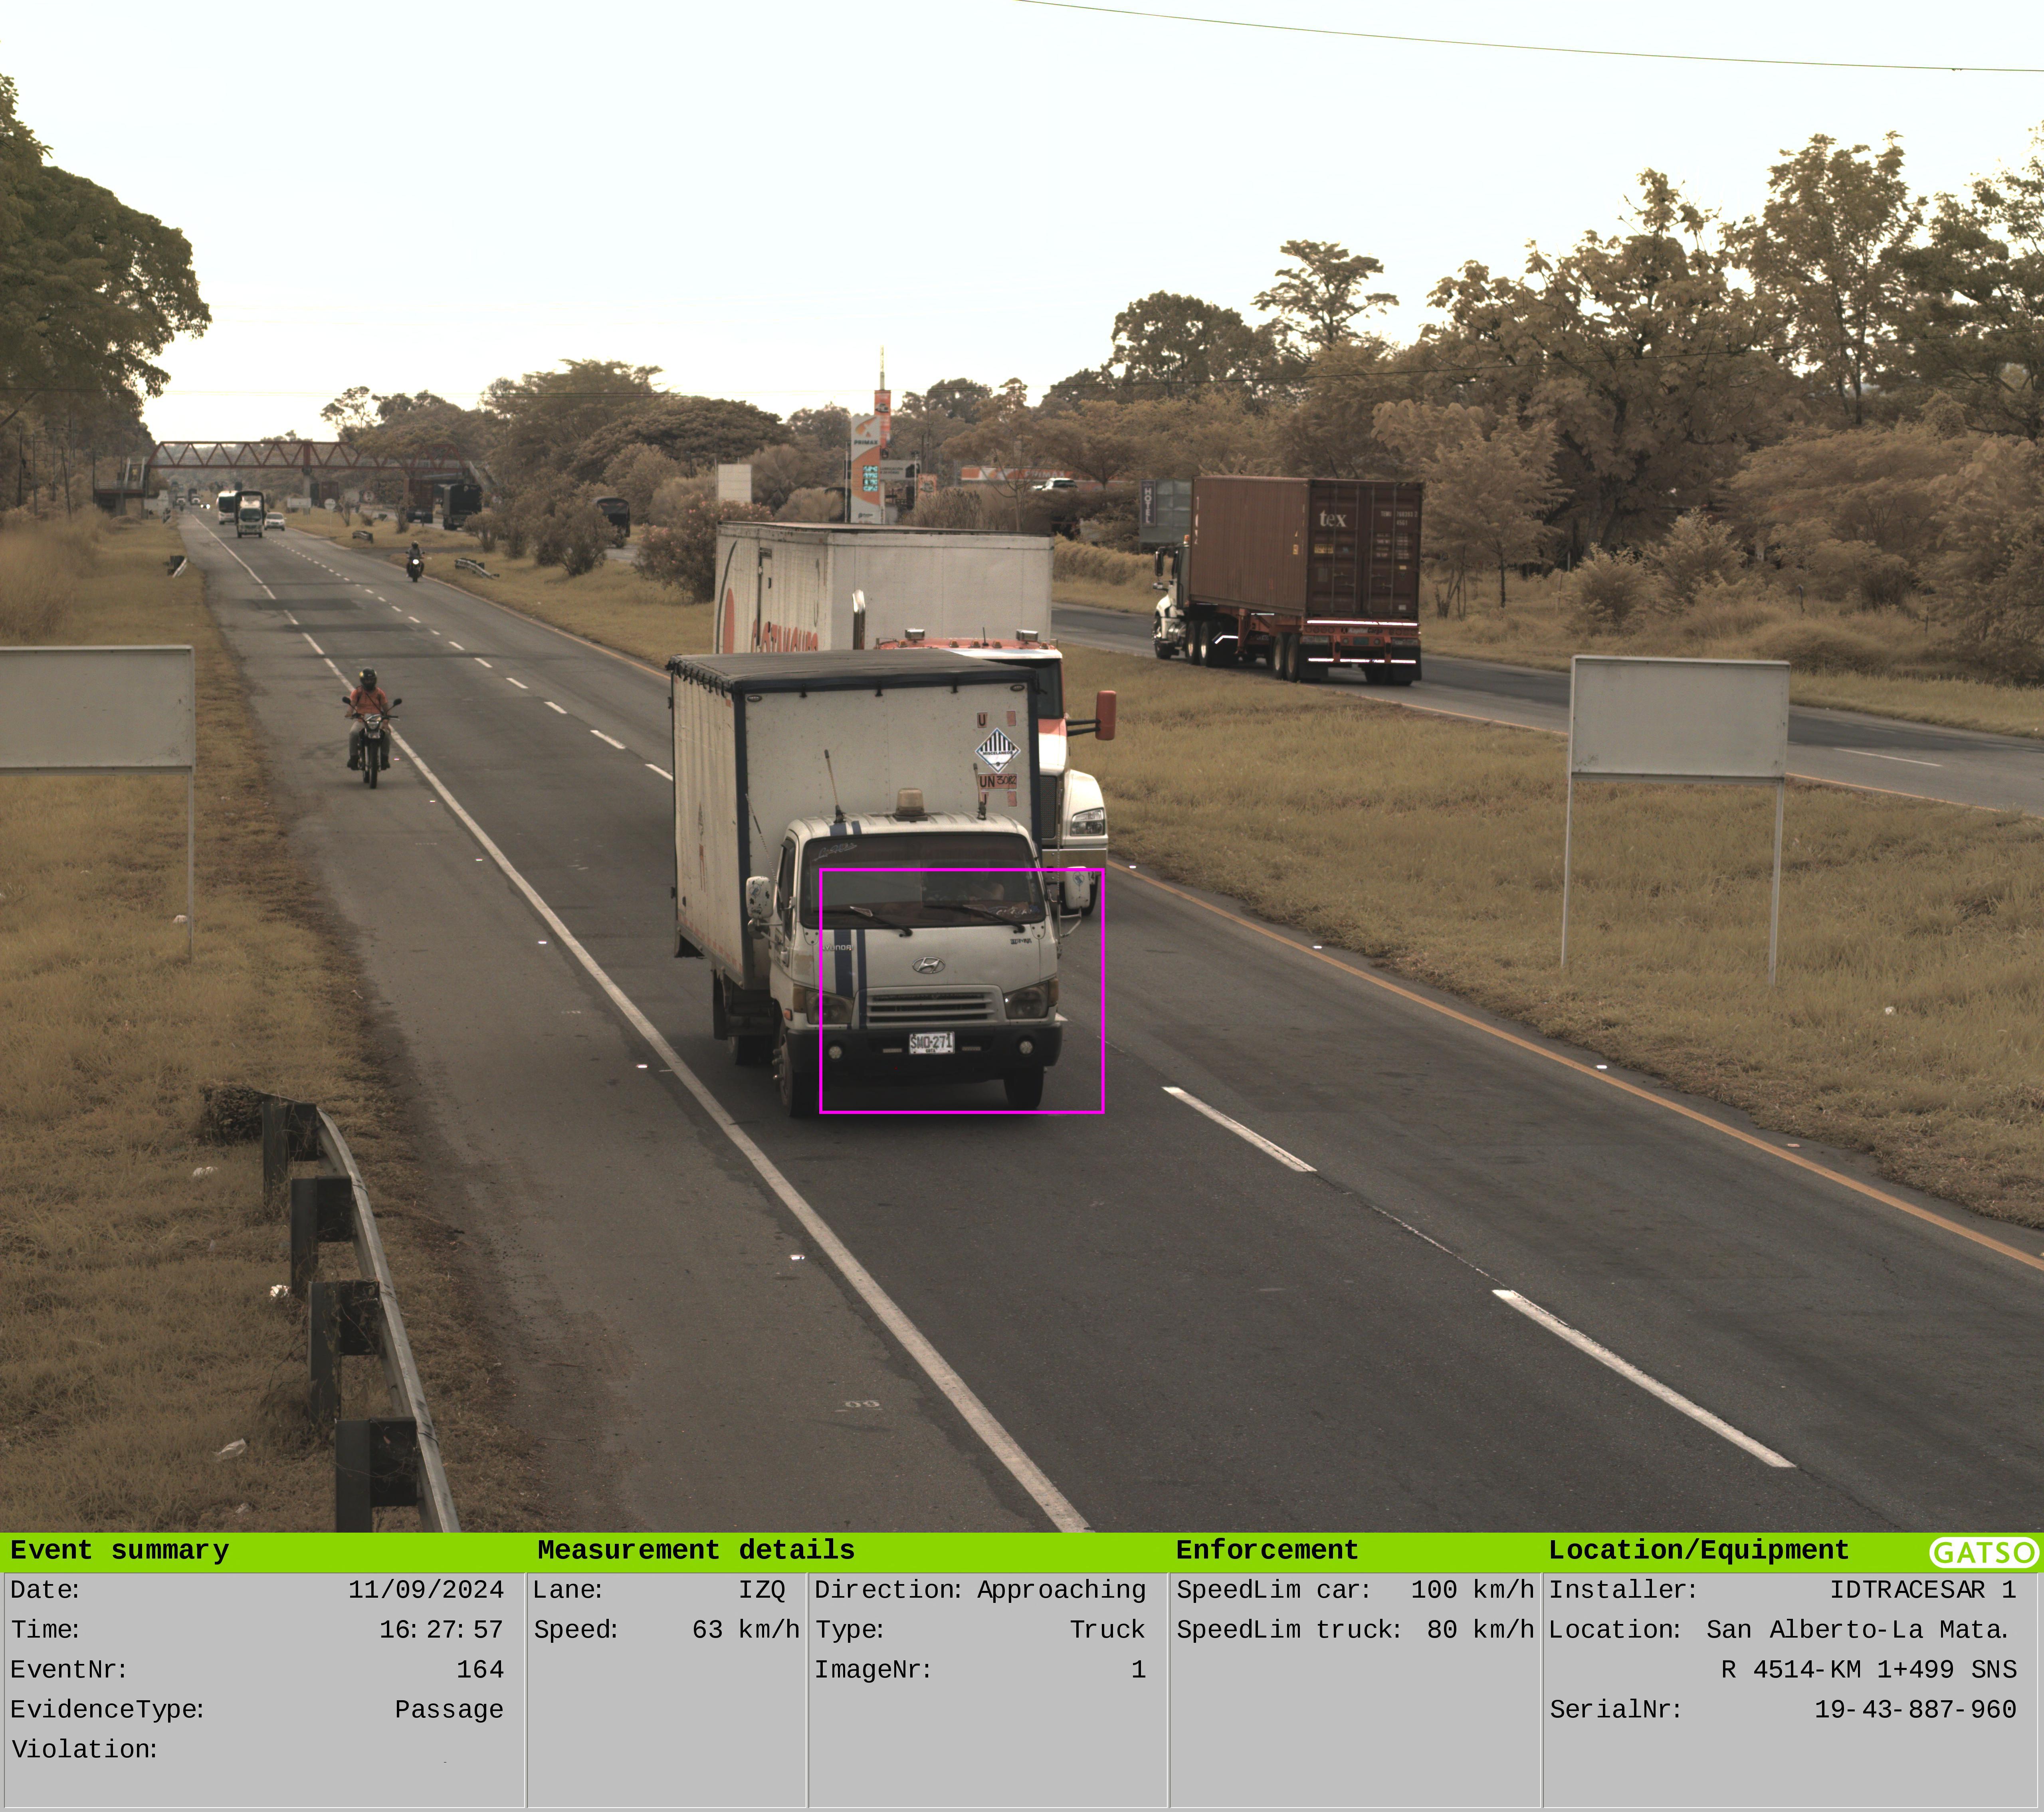 PRIMAX
HOTEL
tex
U
UN 3082
SMO-271
Event summary
Measurement details
Enforcement
Location/Equipment
GATSO
Date: 11/09/2024
Lane: IZQ
Direction: Approaching
SpeedLim car: 100 km/h
Installer: IDTRACESAR 1
Time: 16:27:57
Speed: 63 km/h
Type: Truck
SpeedLim truck: 80 km/h
Location: San Alberto-La Mata.
EventNr: 164
ImageNr: 1
R 4514-KM 1+499 SNS
EvidenceType: Passage
SerialNr: 19-43-887-960
Violation: